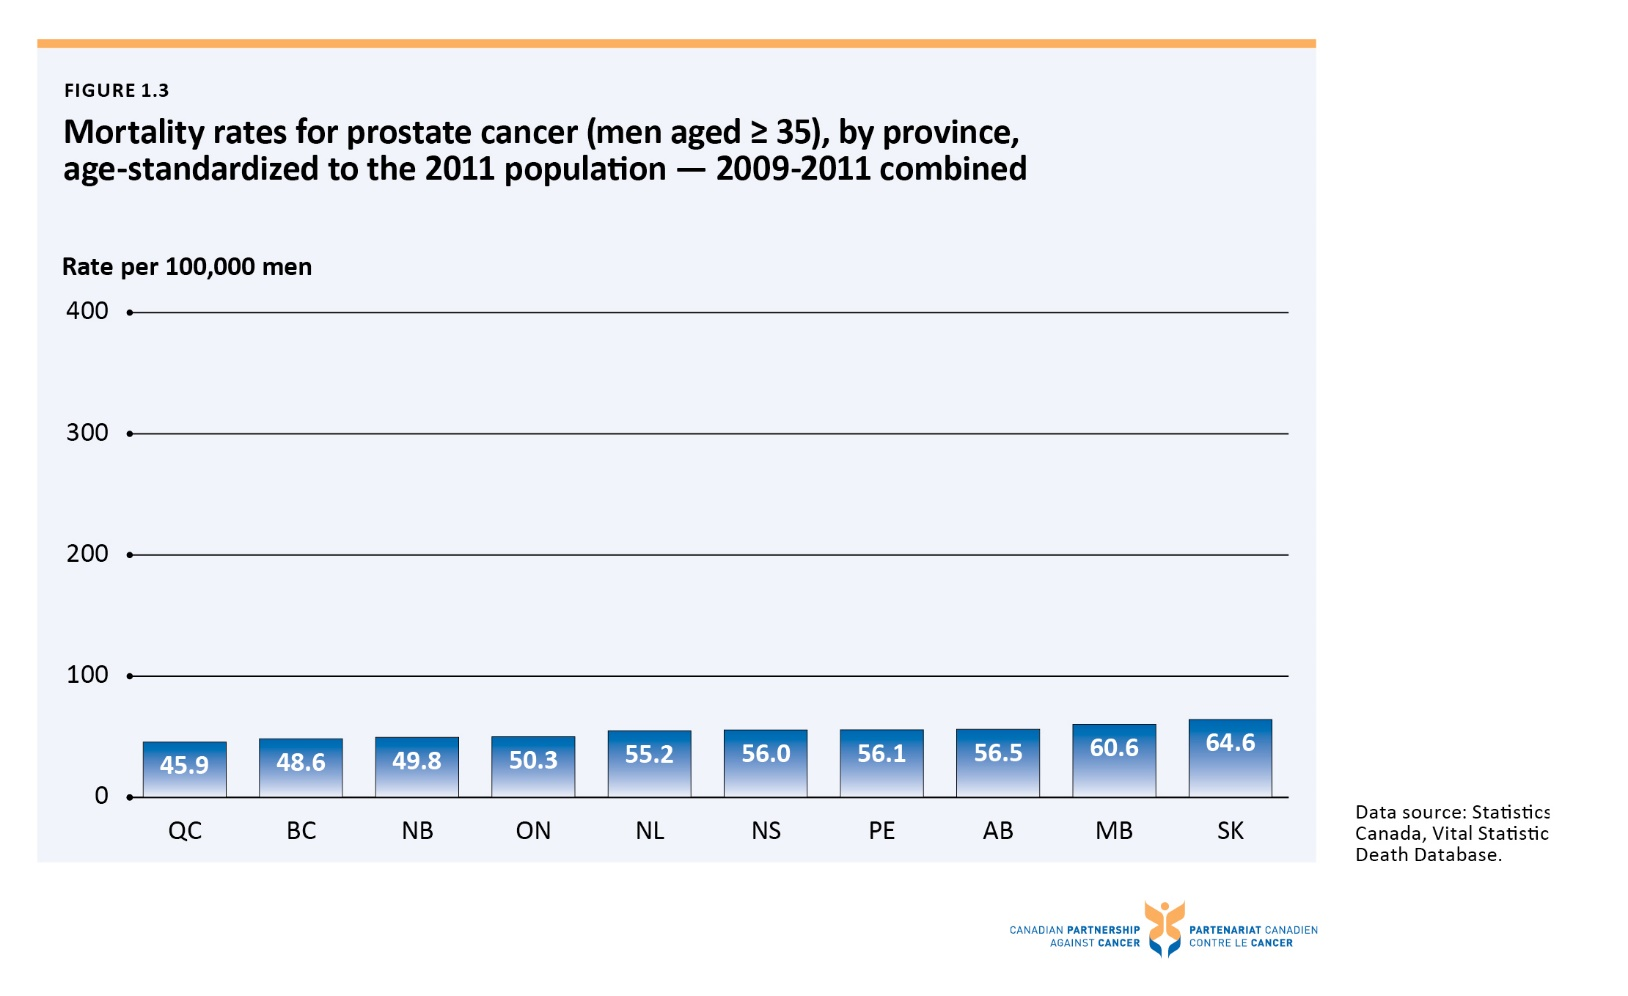 FIGURE 1.3
Mortality rates for prostate cancer (men aged ≥ 35), by province,
age-standardized to the 2011 population — 2009-2011 combined
Rate per 100,000 men
400
300
200
100
0
45.9 48.6 49.8 50.3 55.2 56.0 56.1 56.5 60.6 64.6
QC BC NB ON NL NS PE AB MB SK
Data source: Statistics
Canada, Vital Statistic
Death Database.
CANADIAN PARTNERSHIP
AGAINST CANCER
PARTENARIAT CANADIEN
CONTRE LE CANCER